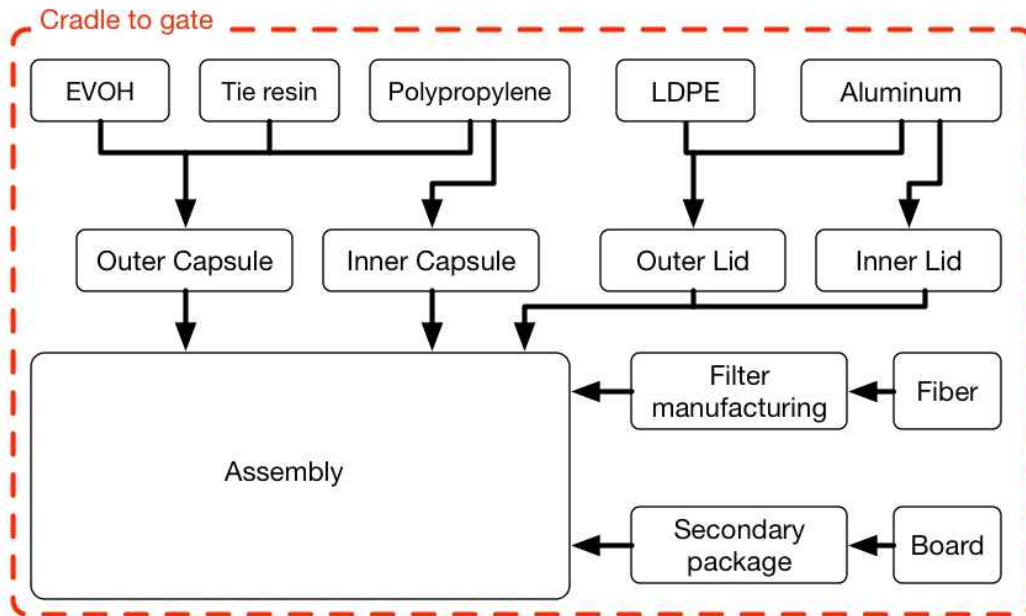 Cradle to gate
EVOH
Tie resin
Polypropylene
LDPE
Aluminum
Outer Capsule
Inner Capsule
Outer Lid
Inner Lid
Assembly
Filter
manufacturing
Fiber
Secondary
package
Board